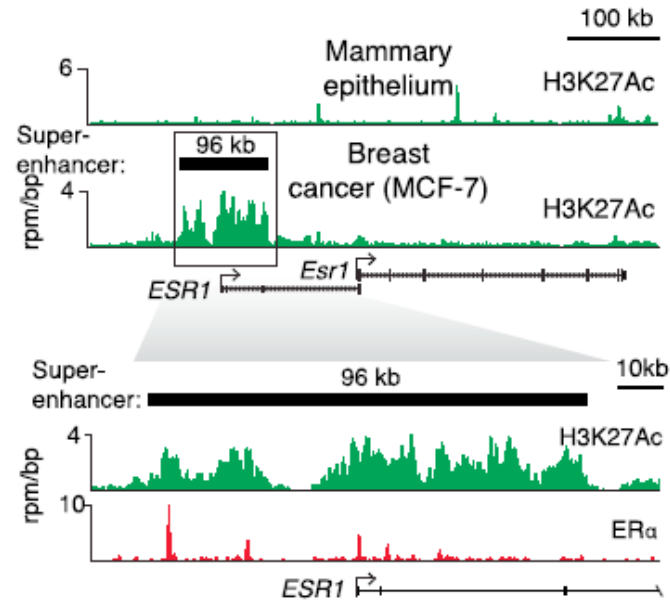 100 kb
6
Mammary
epithelium
H3K27Ac
Super-
enhancer:
96 kb
Breast
cancer (MCF-7)
4
rpm/bp
H3K27Ac
Esr1
ESR1
Super-
enhancer:
96 kb
10kb
4
H3K27Ac
rpm/bp
10
ERα
ESR1